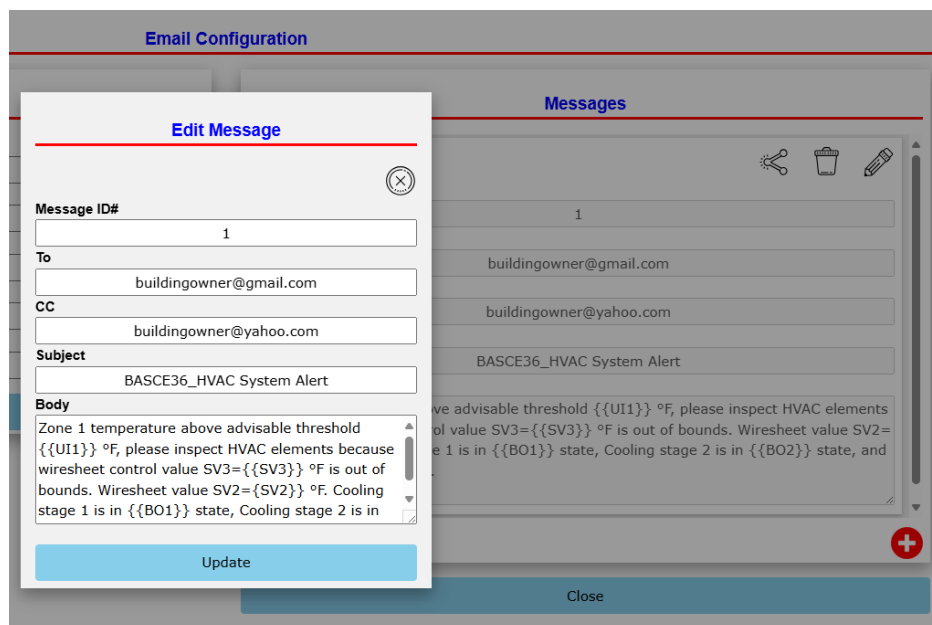 Email Configuration
Messages
Edit Message
Message ID#
1
To
buildingowner@gmail.com
CC
buildingowner@yahoo.com
Subject
BASCE36_HVAC System Alert
Body
Zone 1 temperature above advisable threshold
{{UI1}} ºF, please inspect HVAC elements because
wiresheet control value SV3={{SV3}} ºF is out of
bounds. Wiresheet value SV2={SV2}} ºF. Cooling
stage 1 is in {{BO1}} state, Cooling stage 2 is in
Update
1
buildingowner@gmail.com
buildingowner@yahoo.com
BASCE36_HVAC System Alert
ve advisable threshold {{UI1}} ºF, please inspect HVAC elements
ol value SV3={{SV3}} ºF is out of bounds. Wiresheet value SV2=
e 1 is in {{BO1}} state, Cooling stage 2 is in {{BO2}} state, and
.
Close